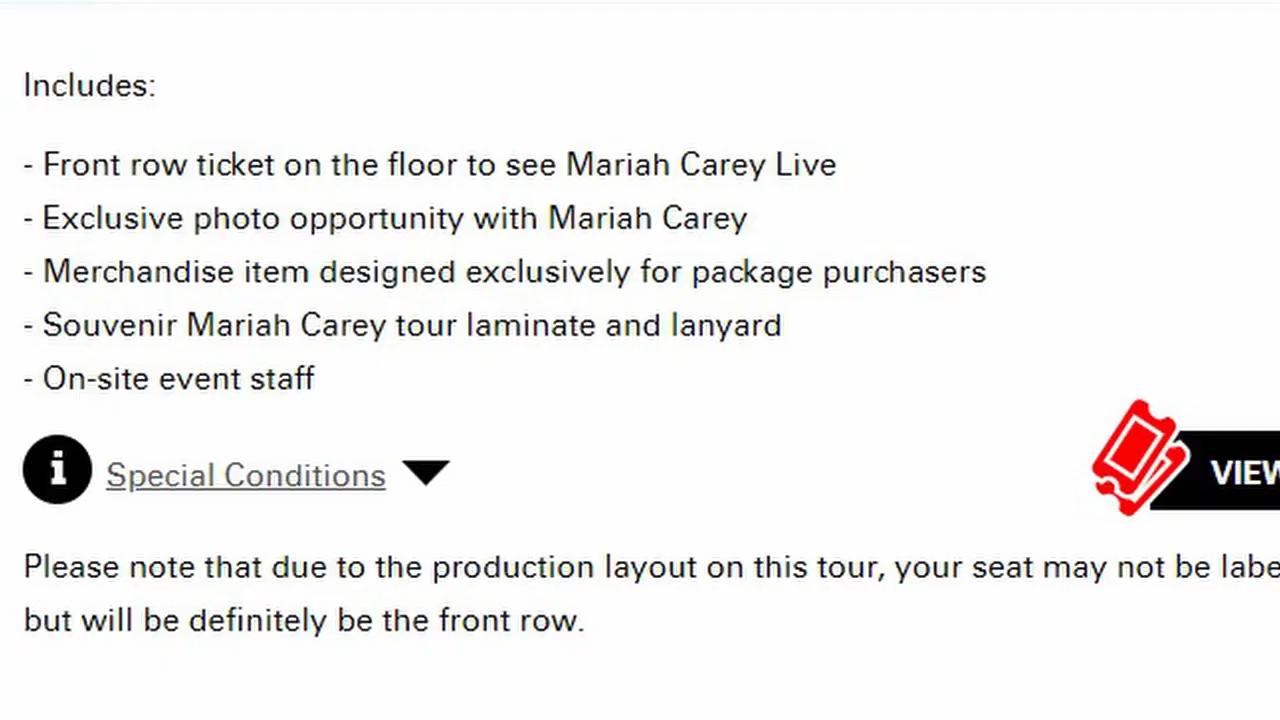 Includes:
- Front row ticket on the floor to see Mariah Carey Live
- Exclusive photo opportunity with Mariah Carey
- Merchandise item designed exclusively for package purchasers
- Souvenir Mariah Carey tour laminate and lanyard
- On-site event staff
Special Conditions
VIEW
Please note that due to the production layout on this tour, your seat may not be labe
but will be definitely be the front row.